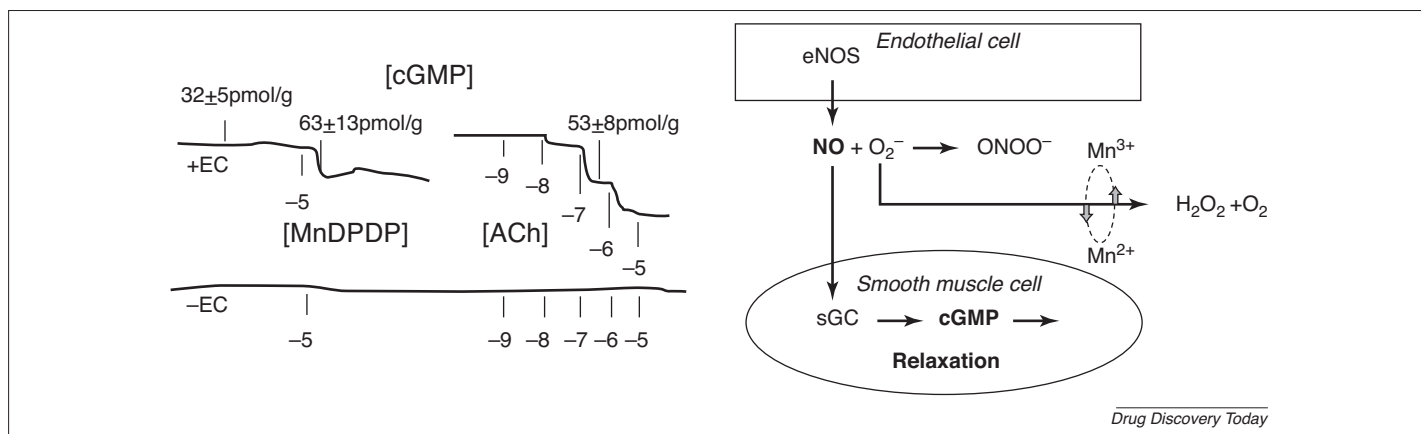 [cGMP]
32±5pmol/g
63±13pmol/g
53±8pmol/g
+EC
–5
–9
–8
–7
–6
–5
[MnDPDP]
[ACh]
–EC
–5
–9
–8
–7
–6
–5
Endothelial cell
eNOS
NO + O₂⁻
ONOO⁻
Mn³⁺
H₂O₂ +O₂
Mn²⁺
Smooth muscle cell
sGC
cGMP
Relaxation
Drug Discovery Today